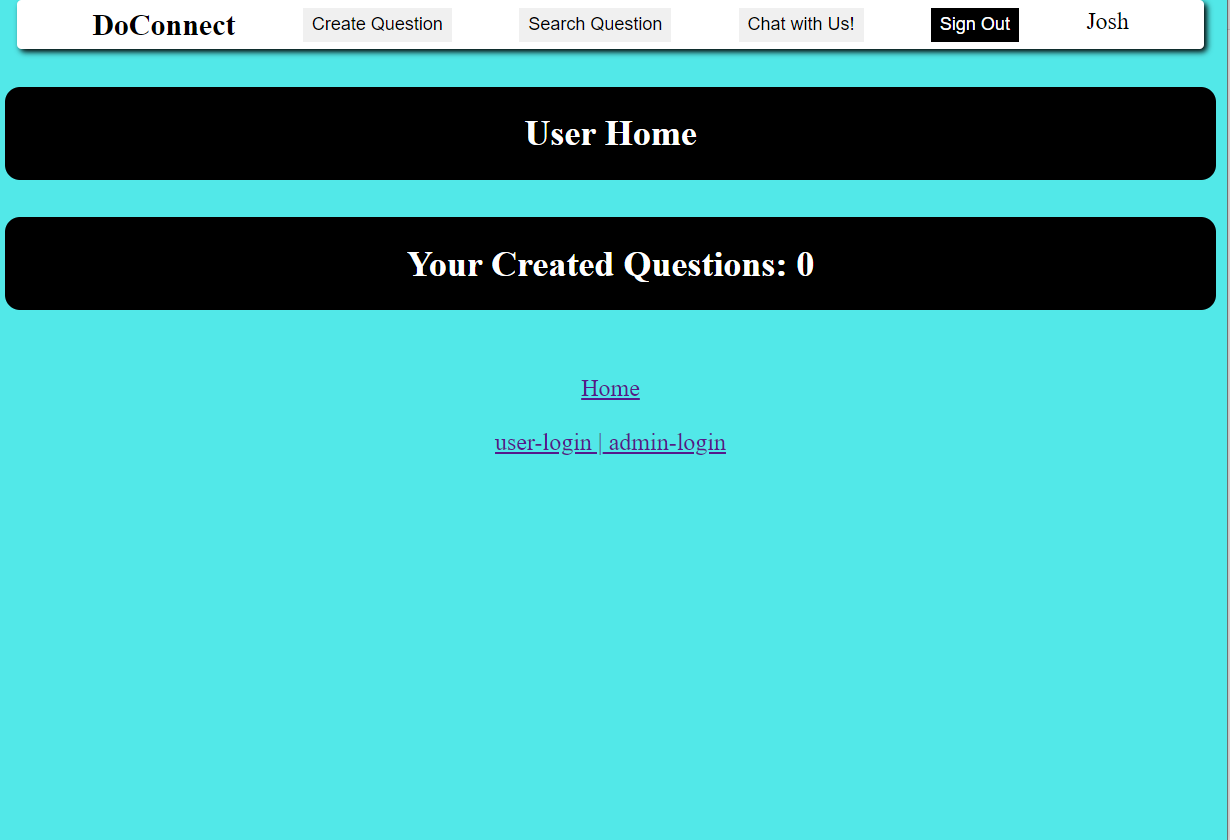 DoConnect Create Question Search Question Chat with Us! Sign Out Josh
User Home
Your Created Questions: 0
Home
user-login | admin-login